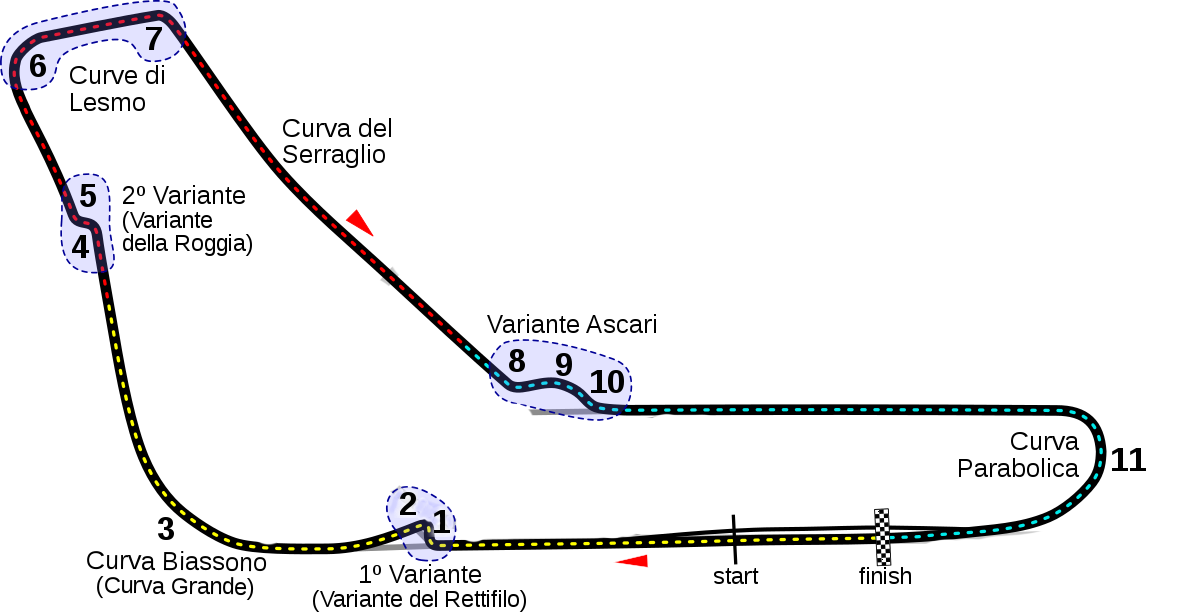 7
6
Curve di
Lesmo
Curva del
Serraglio
5
4
2º Variante
(Variante
della Roggia)
Variante Ascari
8
9
10
Curva
Parabolica
11
2
1
3
Curva Biassono
(Curva Grande)
1º Variante
(Variante del Rettifilo)
start
finish